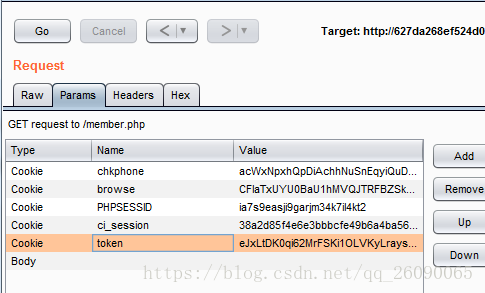 Go Cancel < > Target: http://627da268ef524d0
Request
Raw Params Headers Hex
GET request to /member.php
Type Name Value
Cookie chkphone acWxNpxhQpDiAchhNuSnEqyiQuD...
Cookie browse CFlaTxUYU0BaU1hMVQJTRFBZSk...
Cookie PHPSESSID ia7s9easji9garjm34k7il4kt2
Cookie ci_session 38a2d85f4e6e3bbbcfe49b6a4ba56...
Cookie token eJxLtDK0qi62MrFSKi1OLVKyLrays...
Body
Add
Remove
Up
Down
https://blog.csdn.net/qq_26090065